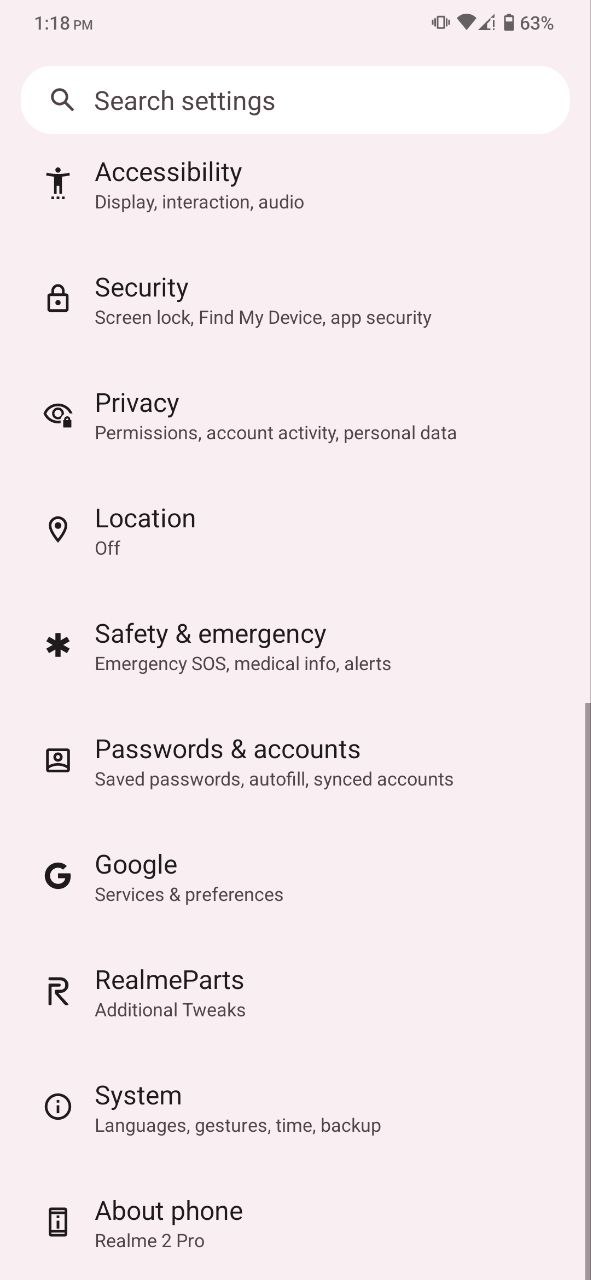 1:18 PM 63%
Search settings
Accessibility
Display, interaction, audio
Security
Screen lock, Find My Device, app security
Privacy
Permissions, account activity, personal data
Location
Off
Safety & emergency
Emergency SOS, medical info, alerts
Passwords & accounts
Saved passwords, autofill, synced accounts
Google
Services & preferences
RealmeParts
Additional Tweaks
System
Languages, gestures, time, backup
About phone
Realme 2 Pro